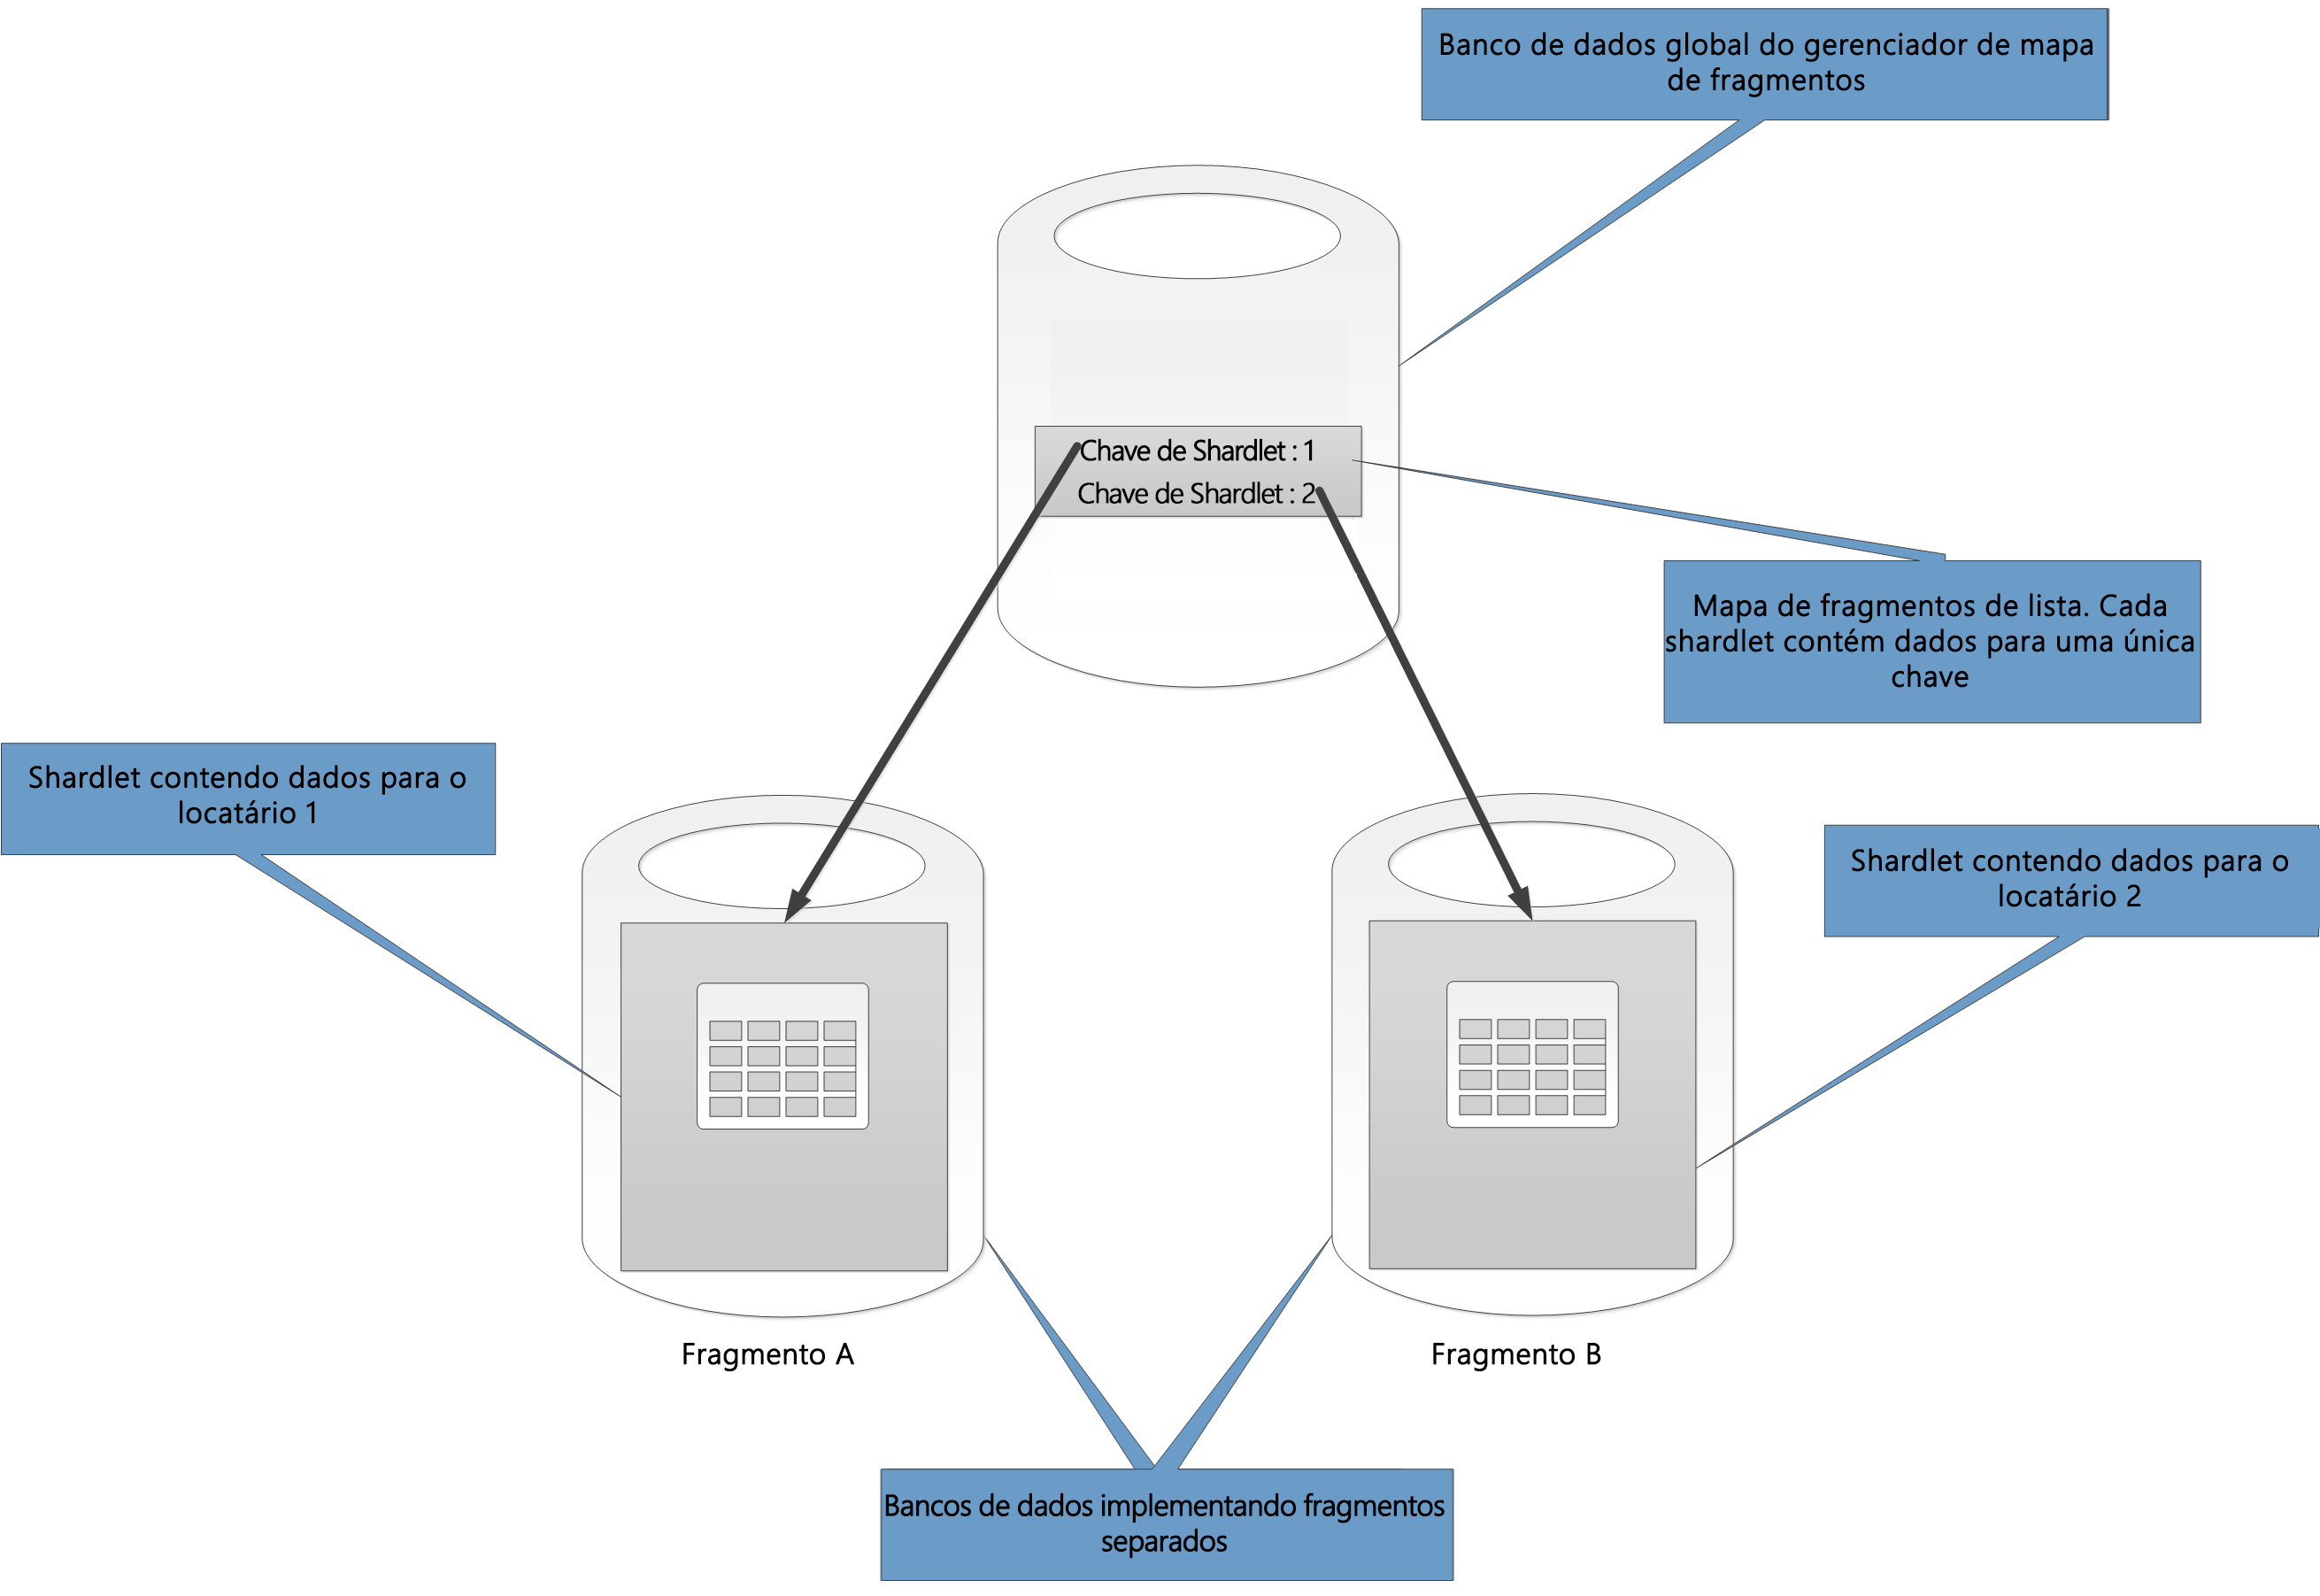 Banco de dados global do gerenciador de mapa
de fragmentos
Chave de Shardlet : 1
Chave de Shardlet : 2
Mapa de fragmentos de lista. Cada
shardlet contém dados para uma única
chave
Shardlet contendo dados para o
locatário 1
Shardlet contendo dados para o
locatário 2
Fragmento A
Fragmento B
Bancos de dados implementando fragmentos
separados